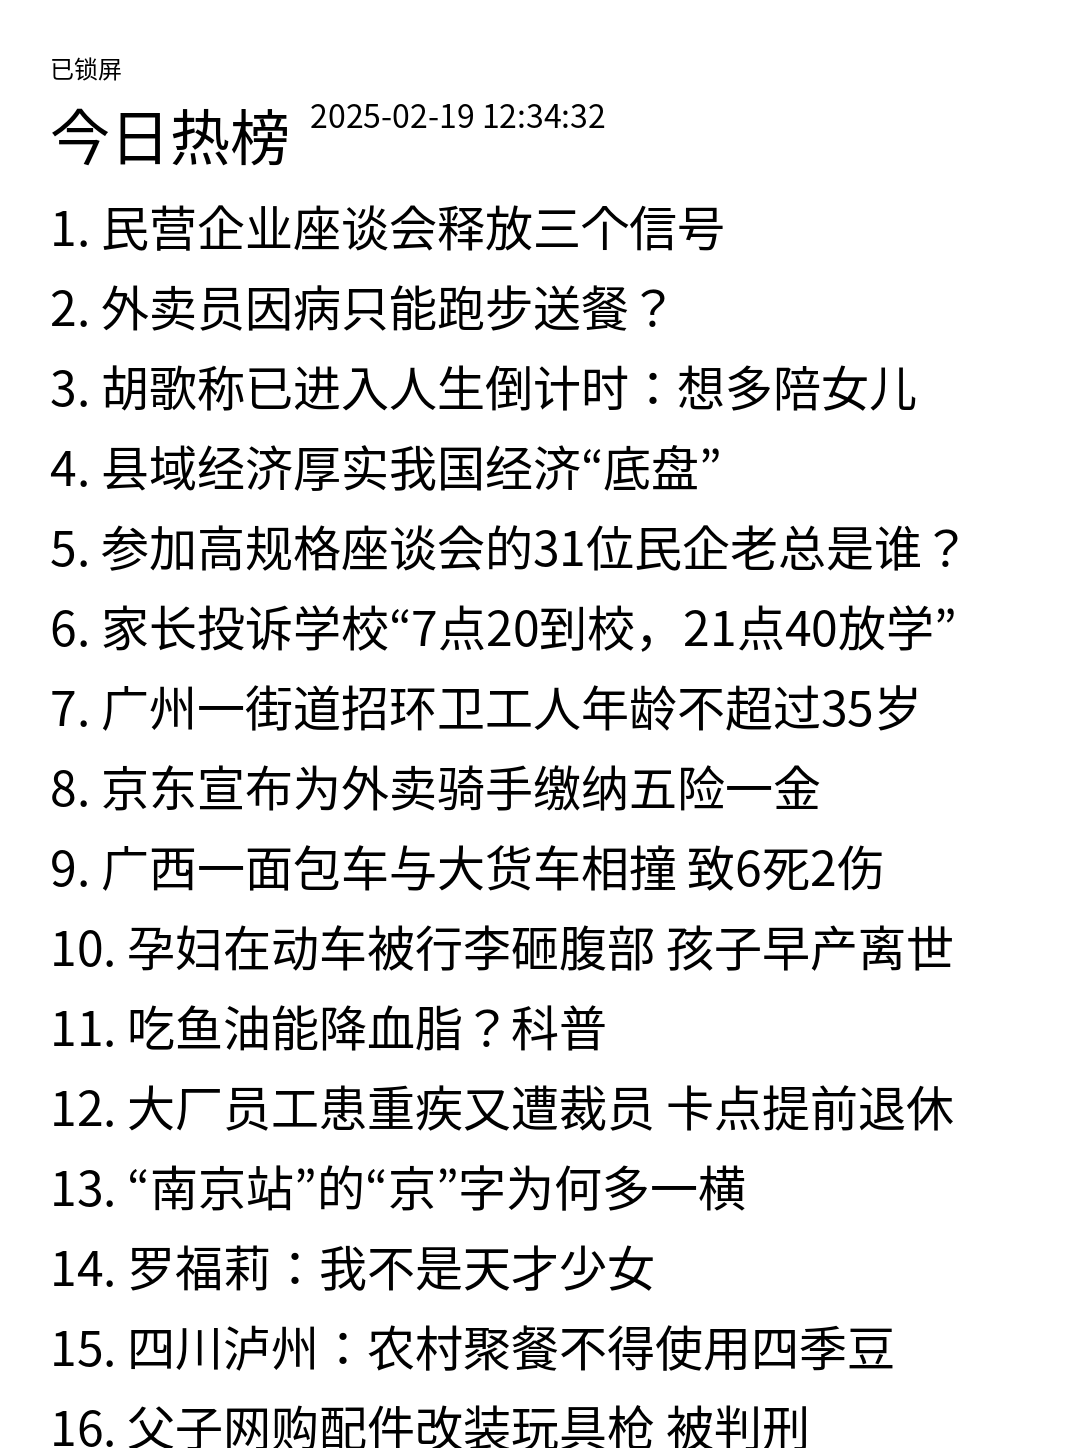 已锁屏
今日热榜 2025-02-19 12:34:32
1. 民营企业座谈会释放三个信号
2. 外卖员因病只能跑步送餐？
3. 胡歌称已进入人生倒计时：想多陪女儿
4. 县域经济厚实我国经济“底盘”
5. 参加高规格座谈会的31位民企老总是谁？
6. 家长投诉学校“7点20到校，21点40放学”
7. 广州一街道招环卫工人年龄不超过35岁
8. 京东宣布为外卖骑手缴纳五险一金
9. 广西一面包车与大货车相撞 致6死2伤
10. 孕妇在动车被行李砸腹部 孩子早产离世
11. 吃鱼油能降血脂？科普
12. 大厂员工患重疾又遭裁员 卡点提前退休
13. “南京站”的“京”字为何多一横
14. 罗福莉：我不是天才少女
15. 四川泸州：农村聚餐不得使用四季豆
16. 父子网购配件改装玩具枪 被判刑